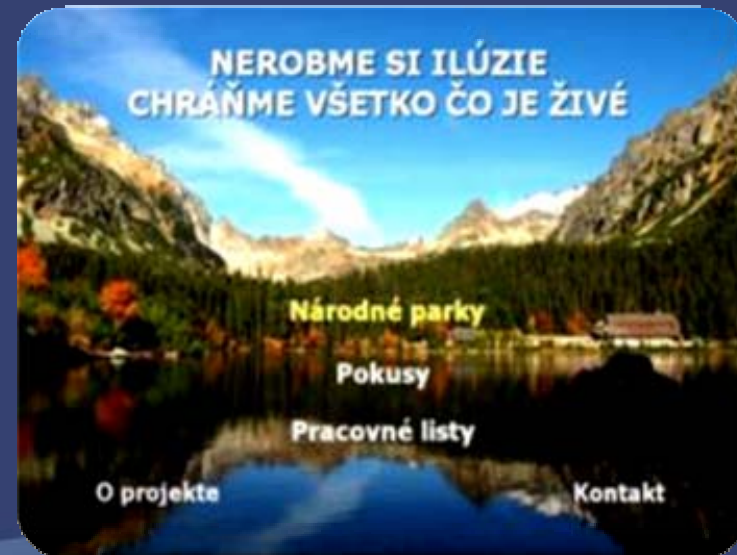 NEROBME SI ILÚZIE
CHRÁŇME VŠETKO ČO JE ŽIVÉ
Národné parky
Pokusy
Pracovné listy
O projekte
Kontakt